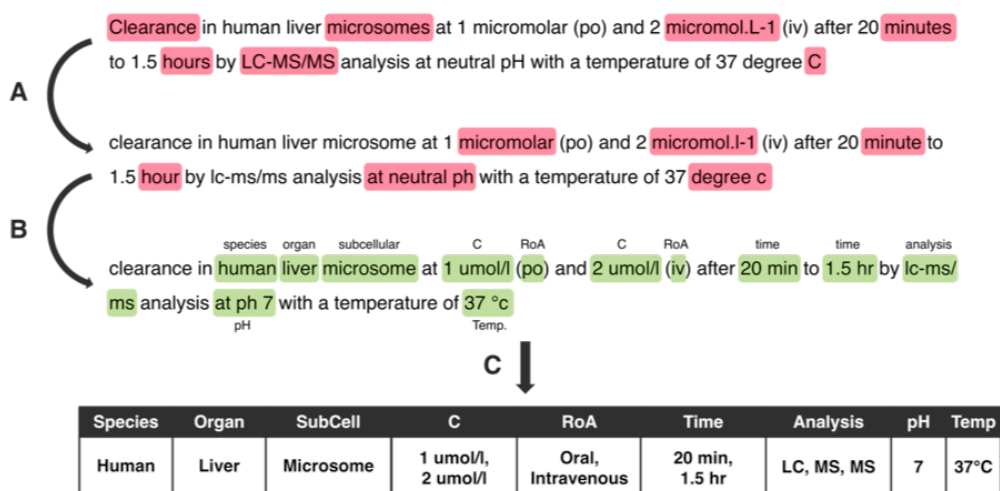 Clearance in human liver microsomes at 1 micromolar (po) and 2 micromol.L-1 (iv) after 20 minutes
to 1.5 hours by LC-MS/MS analysis at neutral pH with a temperature of 37 degree C
A
clearance in human liver microsome at 1 micromolar (po) and 2 micromol.l-1 (iv) after 20 minute to
1.5 hour by lc-ms/ms analysis at neutral ph with a temperature of 37 degree c
B
species organ subcellular C RoA C RoA time time analysis
clearance in human liver microsome at 1 umol/l (po) and 2 umol/l (iv) after 20 min to 1.5 hr by lc-ms/
ms analysis at ph 7 with a temperature of 37 °c
pH Temp.
C
Species Organ SubCell C RoA Time Analysis pH Temp
Human Liver Microsome 1 umol/l, 2 umol/l Oral, Intravenous 20 min, 1.5 hr LC, MS, MS 7 37°C